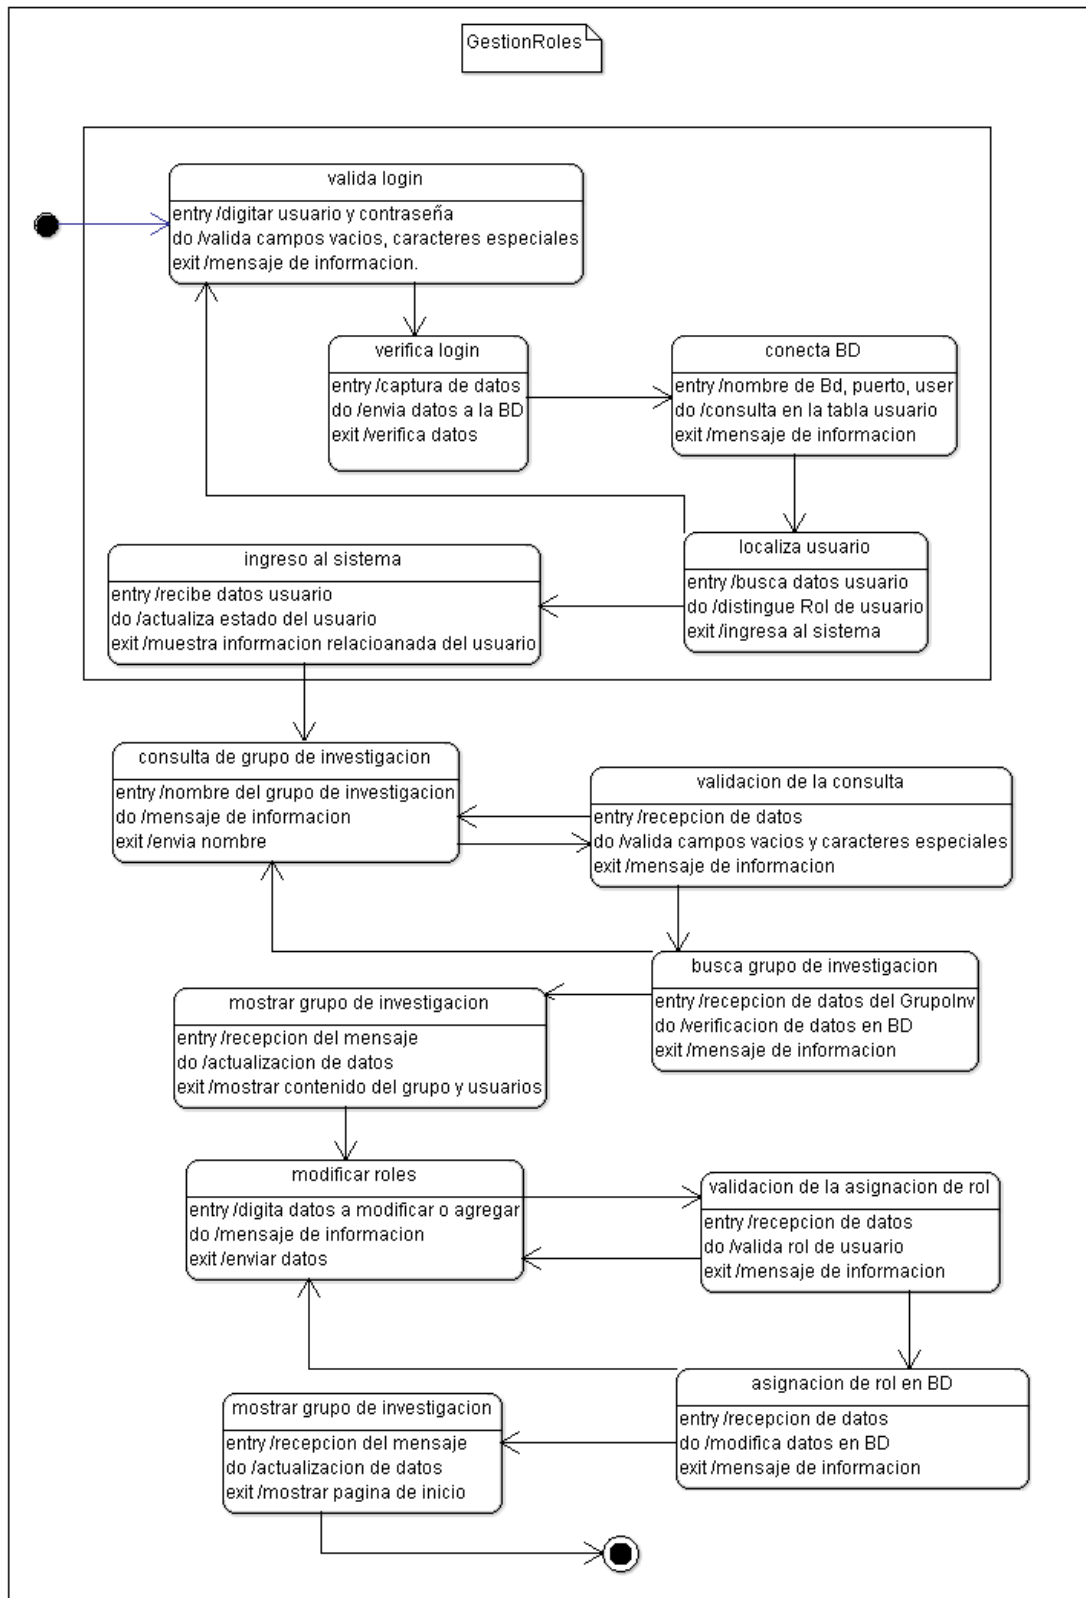 GestionRoles
valida login
entry /digitar usuario y contraseña
do /valida campos vacios, caracteres especiales
exit /mensaje de informacion.
verifica login
entry /captura de datos
do /envia datos a la BD
exit /verifica datos
conecta BD
entry /nombre de Bd, puerto, user
do /consulta en la tabla usuario
exit /mensaje de informacion
localiza usuario
entry /busca datos usuario
do /distingue Rol de usuario
exit /ingresa al sistema
ingreso al sistema
entry /recibe datos usuario
do /actualiza estado del usuario
exit /muestra informacion relacioanada del usuario
consulta de grupo de investigacion
entry /nombre del grupo de investigacion
do /mensaje de informacion
exit /envia nombre
validacion de la consulta
entry /recepcion de datos
do /valida campos vacios y caracteres especiales
exit /mensaje de informacion
busca grupo de investigacion
entry /recepcion de datos del GrupoInv
do /verificacion de datos en BD
exit /mensaje de informacion
mostrar grupo de investigacion
entry /recepcion del mensaje
do /actualizacion de datos
exit /mostrar contenido del grupo y usuarios
modificar roles
entry /digita datos a modificar o agregar
do /mensaje de informacion
exit /enviar datos
validacion de la asignacion de rol
entry /recepcion de datos
do /valida rol de usuario
exit /mensaje de informacion
asignacion de rol en BD
entry /recepcion de datos
do /modifica datos en BD
exit /mensaje de informacion
mostrar grupo de investigacion
entry /recepcion del mensaje
do /actualizacion de datos
exit /mostrar pagina de inicio